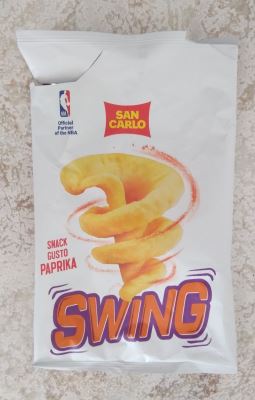 Official
Partner
of the NBA
SAN
CARLO
SNACK
GUSTO
PAPRIKA
SWING